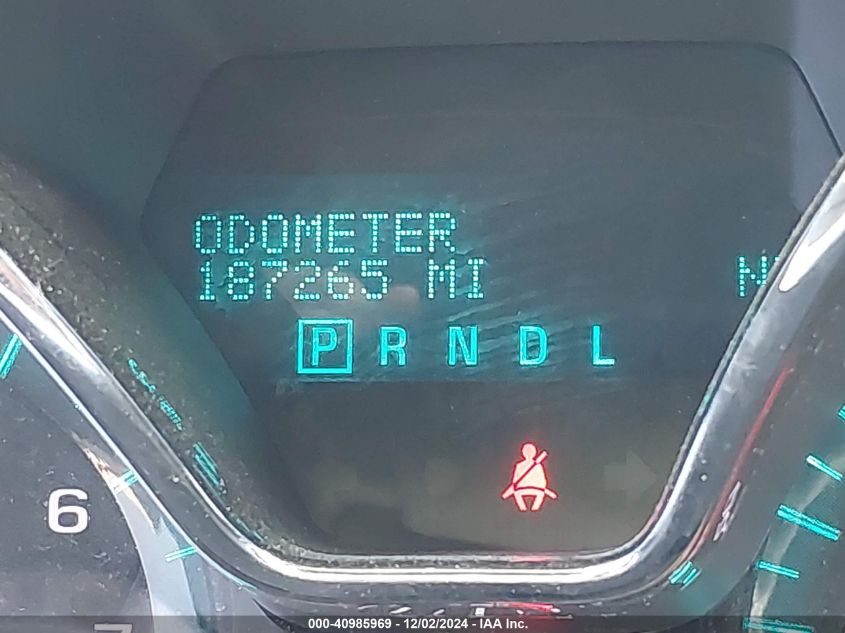 ODOMETER
187265 MI
P R N D L
6
000-40985969 - 12/02/2024 - IAA Inc.